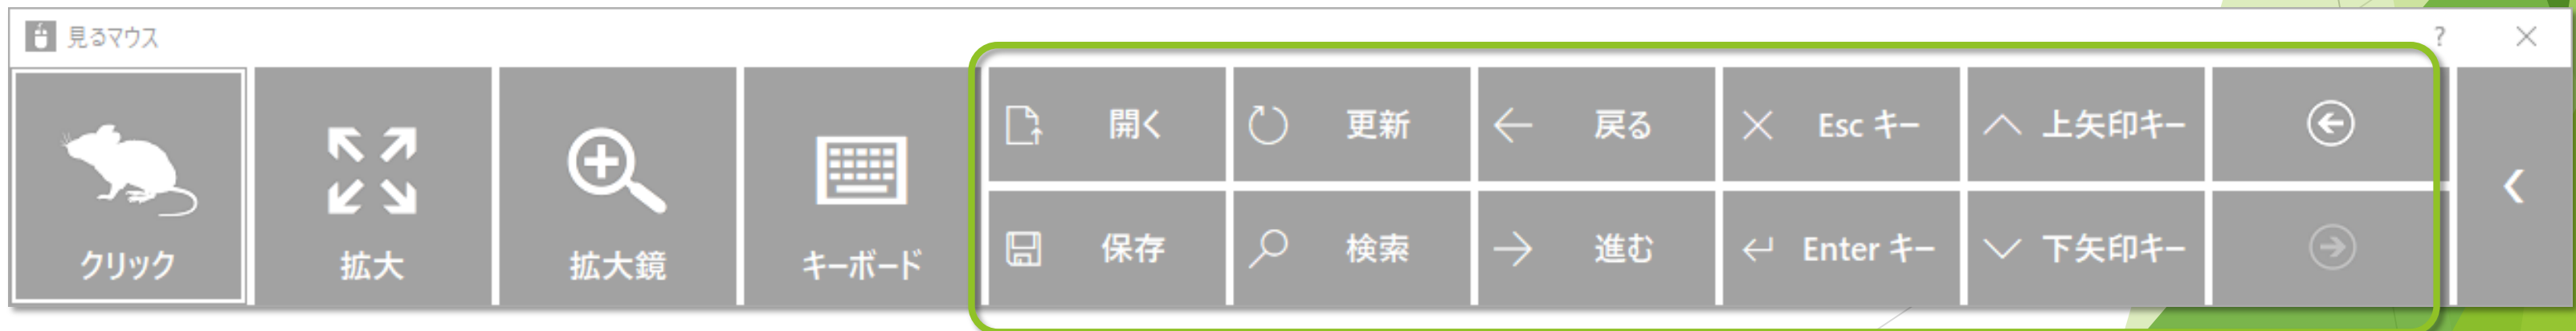 見るマウス
?
クリック
拡大
拡大鏡
キーボード
開く
更新
戻る
Esc キー
上矢印キー
保存
検索
進む
Enter キー
下矢印キー